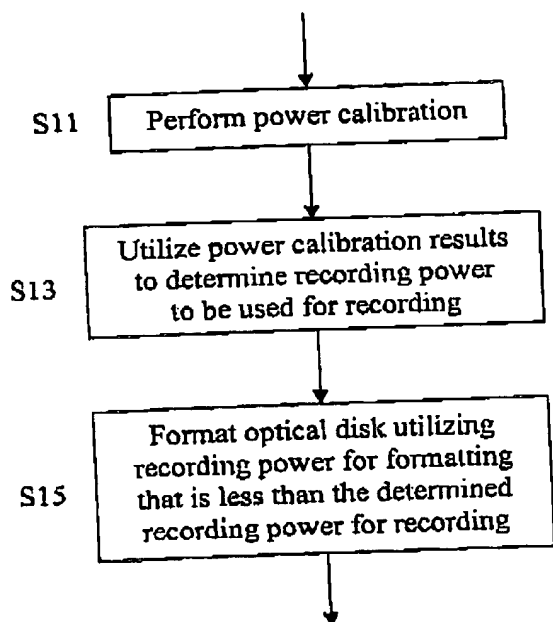 S11
Perform power calibration
S13
Utilize power calibration results
to determine recording power
to be used for recording
S15
Format optical disk utilizing
recording power for formatting
that is less than the determined
recording power for recording